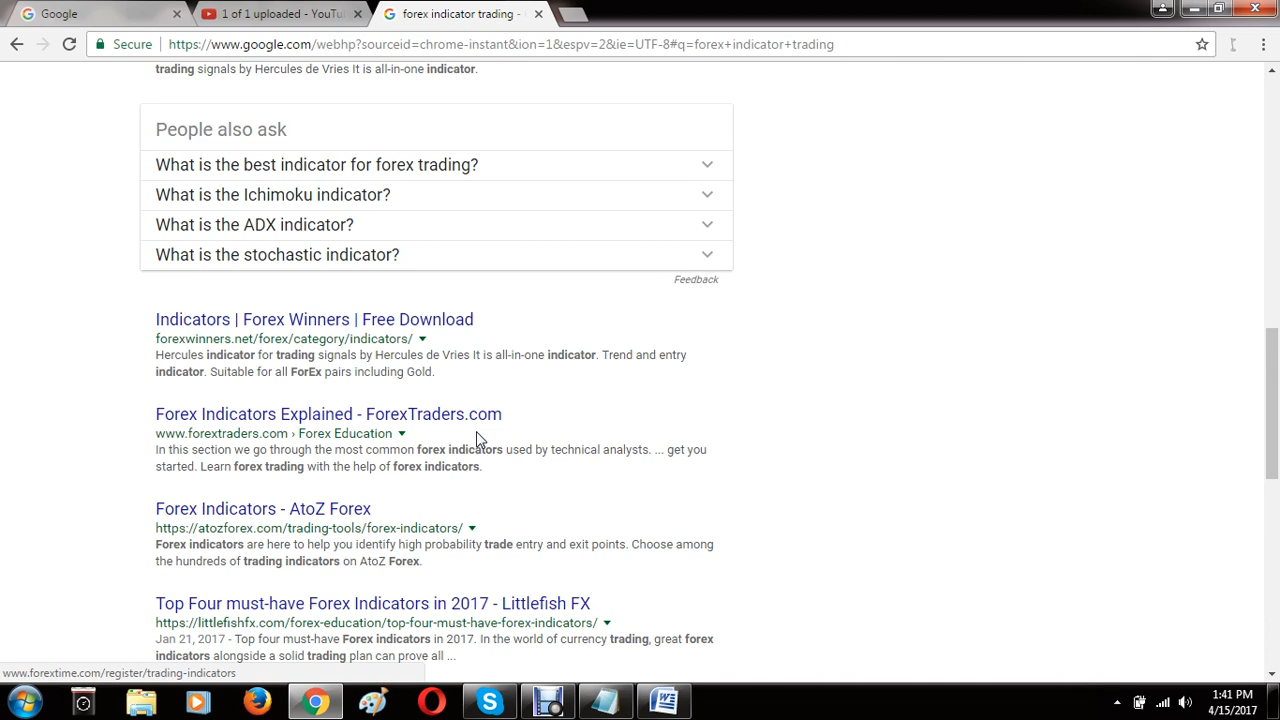 Google
1 of 1 uploaded - YouTu
forex indicator trading -
Secure
https://www.google.com/webhp?sourceid=chrome-instant&ion=1&espv=2&ie=UTF-8#q=forex+indicator+trading
trading signals by Hercules de Vries It is all-in-one indicator.
People also ask
What is the best indicator for forex trading?
What is the Ichimoku indicator?
What is the ADX indicator?
What is the stochastic indicator?
Feedback
Indicators | Forex Winners | Free Download
forexwinners.net/forex/category/indicators/
Hercules indicator for trading signals by Hercules de Vries It is all-in-one indicator. Trend and entry
indicator. Suitable for all ForEx pairs including Gold.
Forex Indicators Explained - ForexTraders.com
www.forextraders.com › Forex Education
In this section we go through the most common forex indicators used by technical analysts. ... get you
started. Learn forex trading with the help of forex indicators.
Forex Indicators - AtoZ Forex
https://atozforex.com/trading-tools/forex-indicators/
Forex indicators are here to help you identify high probability trade entry and exit points. Choose among
the hundreds of trading indicators on AtoZ Forex.
Top Four must-have Forex Indicators in 2017 - Littlefish FX
https://littlefishfx.com/forex-education/top-four-must-have-forex-indicators/
Jan 21, 2017 - Top four must-have Forex indicators in 2017. In the world of currency trading, great forex
indicators alongside a solid trading plan can prove all ...
www.forextime.com/register/trading-indicators
1:41 PM
4/15/2017